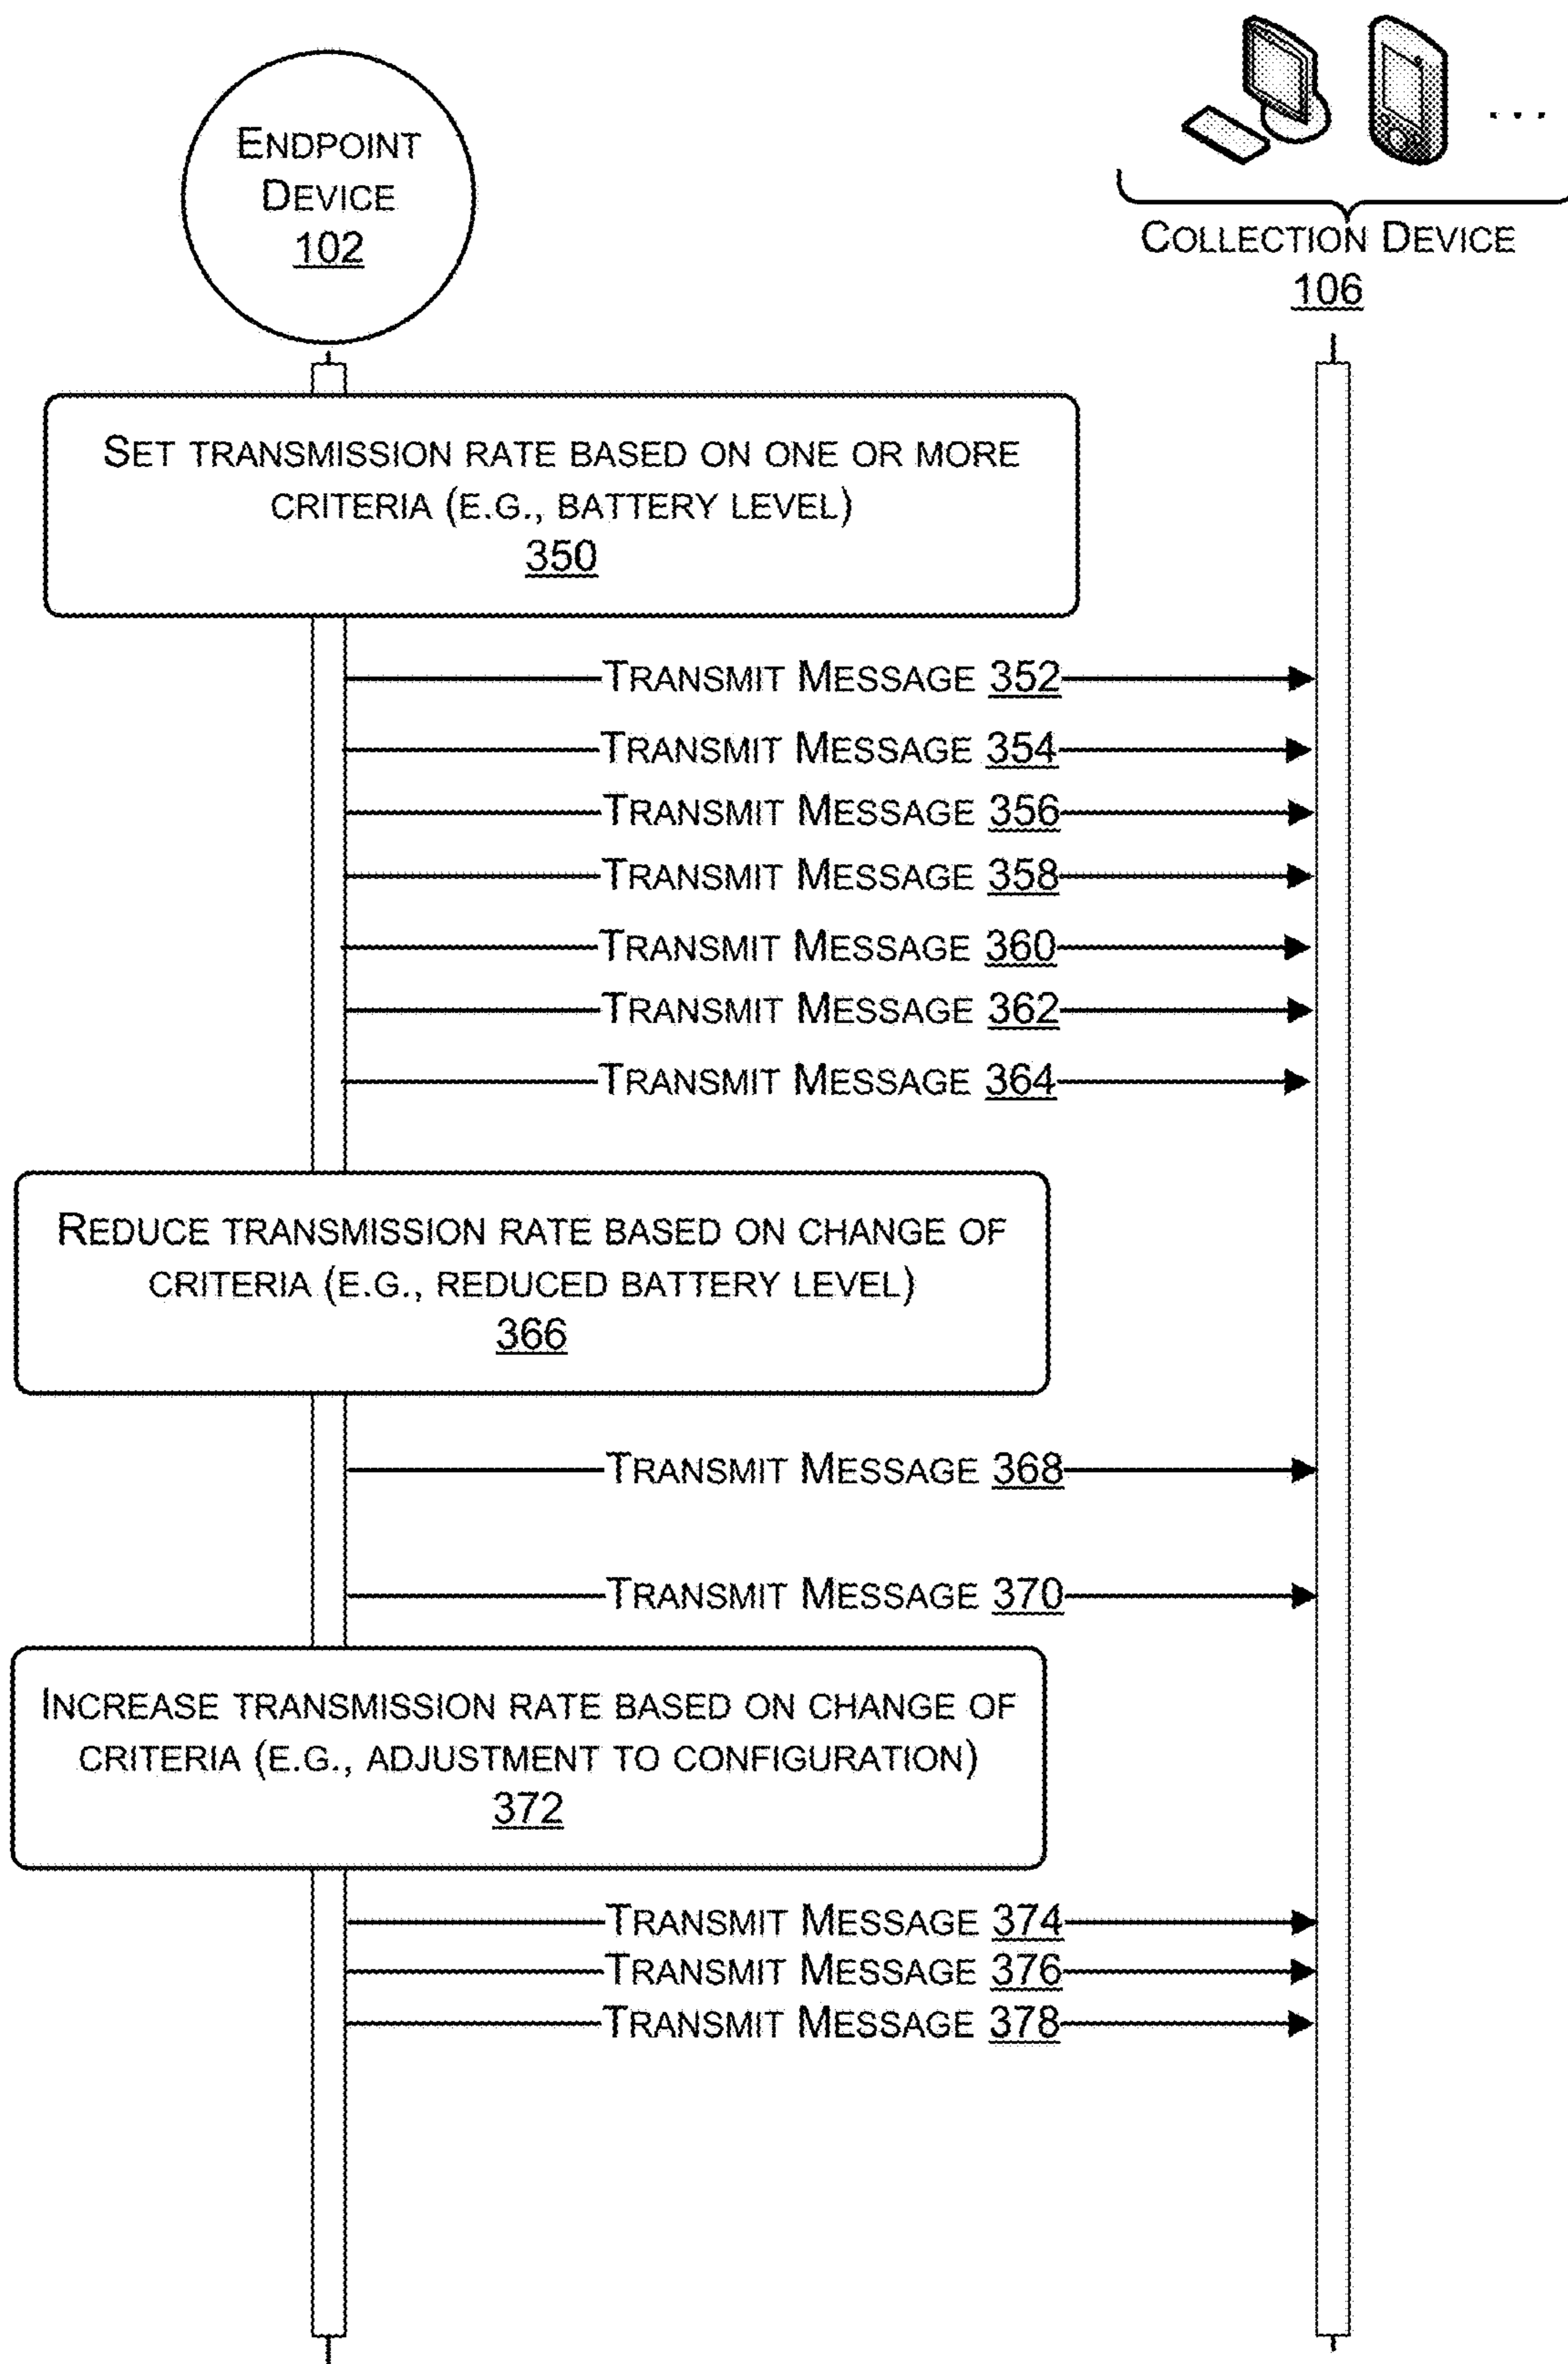 ENDPOINT
DEVICE
102
...
COLLECTION DEVICE
106
SET TRANSMISSION RATE BASED ON ONE OR MORE
CRITERIA (E.G., BATTERY LEVEL)
350
TRANSMIT MESSAGE 352
TRANSMIT MESSAGE 354
TRANSMIT MESSAGE 356
TRANSMIT MESSAGE 358
TRANSMIT MESSAGE 360
TRANSMIT MESSAGE 362
TRANSMIT MESSAGE 364
REDUCE TRANSMISSION RATE BASED ON CHANGE OF
CRITERIA (E.G., REDUCED BATTERY LEVEL)
366
TRANSMIT MESSAGE 368
TRANSMIT MESSAGE 370
INCREASE TRANSMISSION RATE BASED ON CHANGE OF
CRITERIA (E.G., ADJUSTMENT TO CONFIGURATION)
372
TRANSMIT MESSAGE 374
TRANSMIT MESSAGE 376
TRANSMIT MESSAGE 378